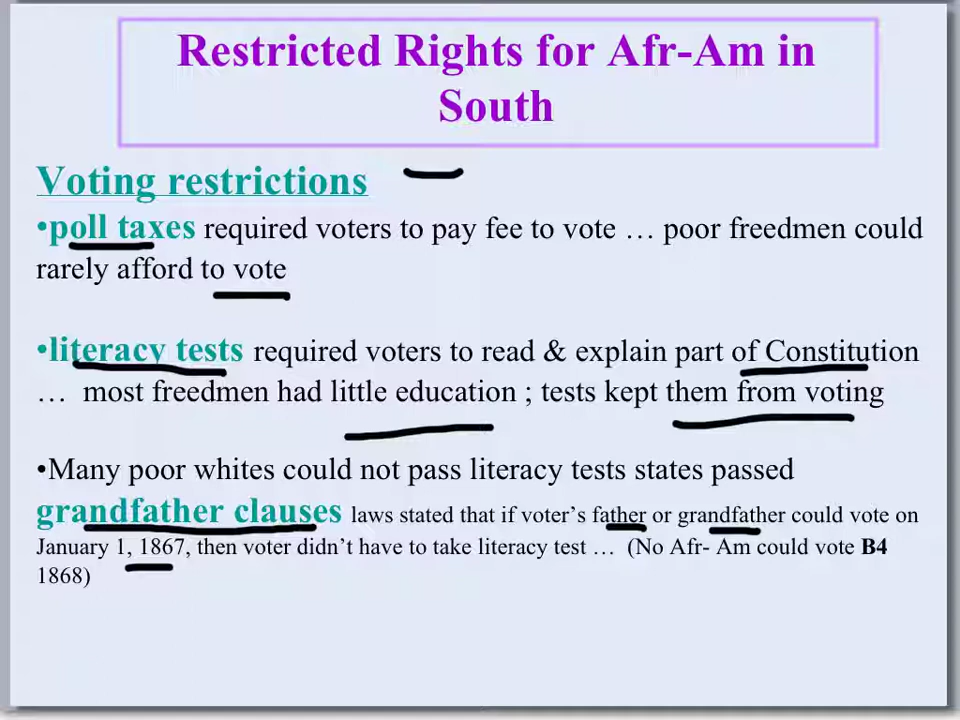 Restricted Rights for Afr-Am in
South
Voting restrictions
•poll taxes required voters to pay fee to vote … poor freedmen could
rarely afford to vote
•literacy tests required voters to read & explain part of Constitution
… most freedmen had little education ; tests kept them from voting
•Many poor whites could not pass literacy tests states passed
grandfather clauses laws stated that if voter's father or grandfather could vote on
January 1, 1867, then voter didn't have to take literacy test … (No Afr- Am could vote B4
1868)